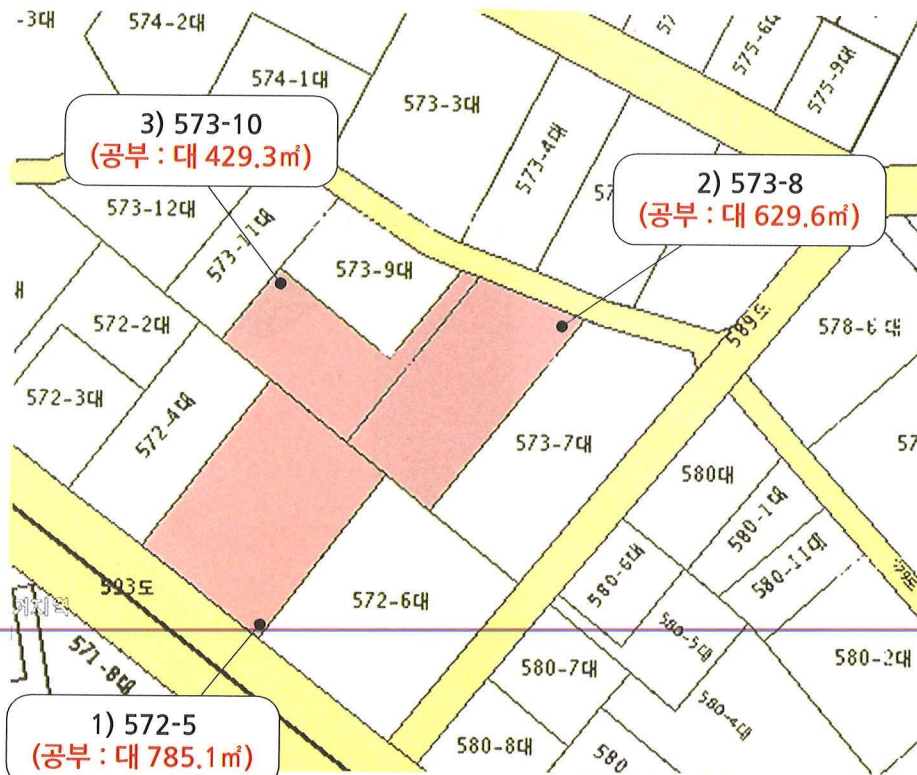 -3대
574-2대
574-1대
573-3대
575-6대
575-9대
3) 573-10
(공부 : 대 429.3㎡)
573-4대
2) 573-8
(공부 : 대 629.6㎡)
573-12대
573-11대
573-9대
572-2대
589도
578-6 대
572-3대
572-4대
573-7대
580대
580-1대
580-11대
580-6대
593도
572-6대
571-8대
580-5대
580-7대
580-2대
580-4대
1) 572-5
(공부 : 대 785.1㎡)
580-8대
580